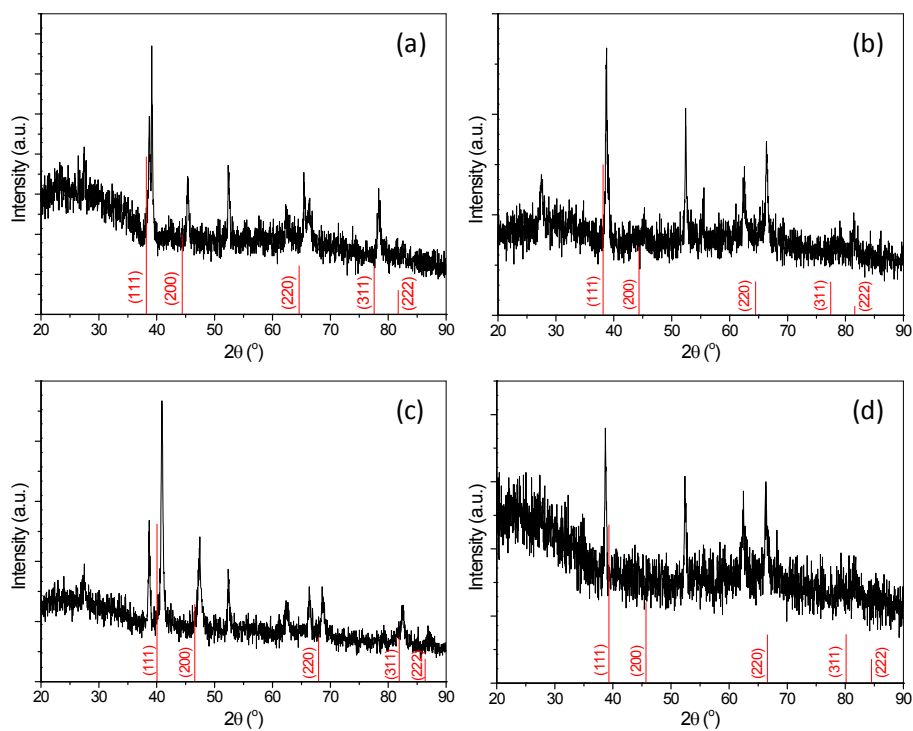 (a)
Intensity (a.u.)
(111)
(200)
(220)
(311)
(222)
20 30 40 50 60 70 80 90
2θ (°)
(b)
Intensity (a.u.)
(111)
(200)
(220)
(311)
(222)
20 30 40 50 60 70 80 90
2θ (°)
(c)
Intensity (a.u.)
(111)
(200)
(220)
(311)
(222)
20 30 40 50 60 70 80 90
2θ (°)
(d)
Intensity (a.u.)
(111)
(200)
(220)
(311)
(222)
20 30 40 50 60 70 80 90
2θ (°)